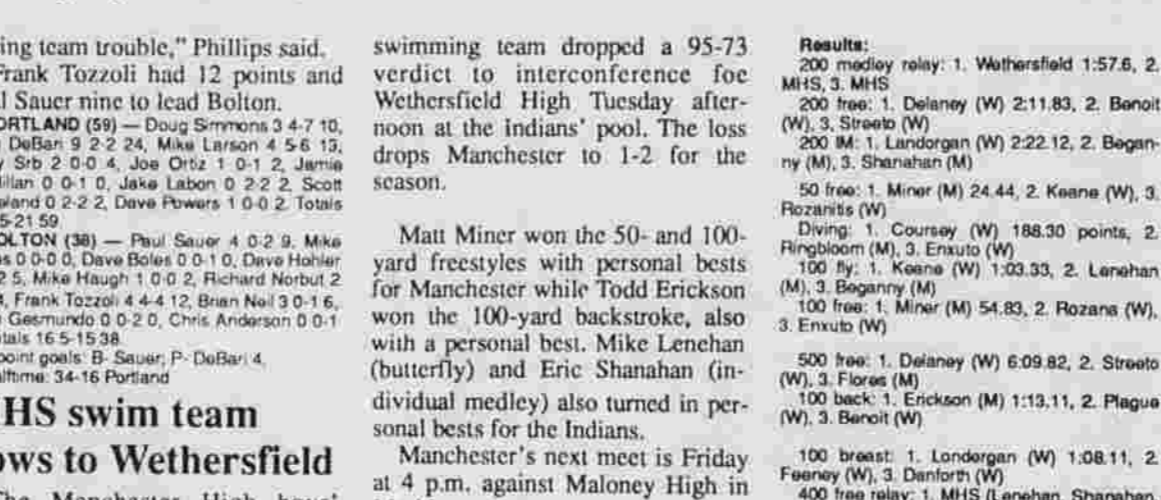 ing team trouble," Phillips said.
Frank Tozzoli had 12 points and
l Sauer nine to lead Bolton.
ORTLAND (59) — Doug Simmons 3 4-7 10,
DeBari 9 2-2 24, Mike Larson 4 5-6 13,
y Srb 2 0-0 4, Joe Ortiz 1 0-1 2, Jamie
illan 0 0-1 0, Jake Labon 0 2-2 2, Scott
eland 0 2-2 2, Dave Powers 1 0-0 2. Totals
5-21 59.
OLTON (38) — Paul Sauer 4 0-2 9, Mike
s 0 0-0 0, Dave Boles 0 0-1 0, Dave Hohler
2 5, Mike Haugh 1 0-0 2, Richard Norbut 2
4, Frank Tozzoli 4 4-4 12, Brian Neil 3 0-1 6,
Gesmundo 0 0-2 0, Chris Anderson 0 0-1
tals 16 5-15 38.
point goals: B- Sauer; P- DeBari 4.
lftime: 34-16 Portland
HS swim team
ows to Wethersfield
The Manchester High boys'
swimming team dropped a 95-73
verdict to interconference foe
Wethersfield High Tuesday after-
noon at the Indians' pool. The loss
drops Manchester to 1-2 for the
season.
Matt Miner won the 50- and 100-
yard freestyles with personal bests
for Manchester while Todd Erickson
won the 100-yard backstroke, also
with a personal best. Mike Lenehan
(butterfly) and Eric Shanahan (in-
dividual medley) also turned in per-
sonal bests for the Indians.
Manchester's next meet is Friday
at 4 p.m. against Maloney High in
Results:
200 medley relay: 1. Wethersfield 1:57.6, 2.
MHS, 3. MHS
200 free: 1. Delaney (W) 2:11.83, 2. Benoit
(W), 3. Streeto (W)
200 IM: 1. Landorgan (W) 2:22.12, 2. Began-
ny (M), 3. Shanahan (M)
50 free: 1. Miner (M) 24.44, 2. Keane (W), 3.
Rozanitis (W)
Diving: 1. Coursey (W) 188.30 points, 2.
Ringbloom (M), 3. Enxuto (W)
100 fly: 1. Keane (W) 1:03.33, 2. Lenehan
(M), 3. Beganny (M)
100 free: 1. Miner (M) 54.83, 2. Rozana (W),
3. Enxuto (W)
500 free: 1. Delaney (W) 6:09.82, 2. Streeto
(W), 3. Flores (M)
100 back: 1. Erickson (M) 1:13.11, 2. Plague
(W), 3. Benoit (W)
100 breast: 1. Londergan (W) 1:08.11, 2.
Feeney (W), 3. Danforth (W)
400 free relay: 1. MHS (Lenehan, Shanahan,